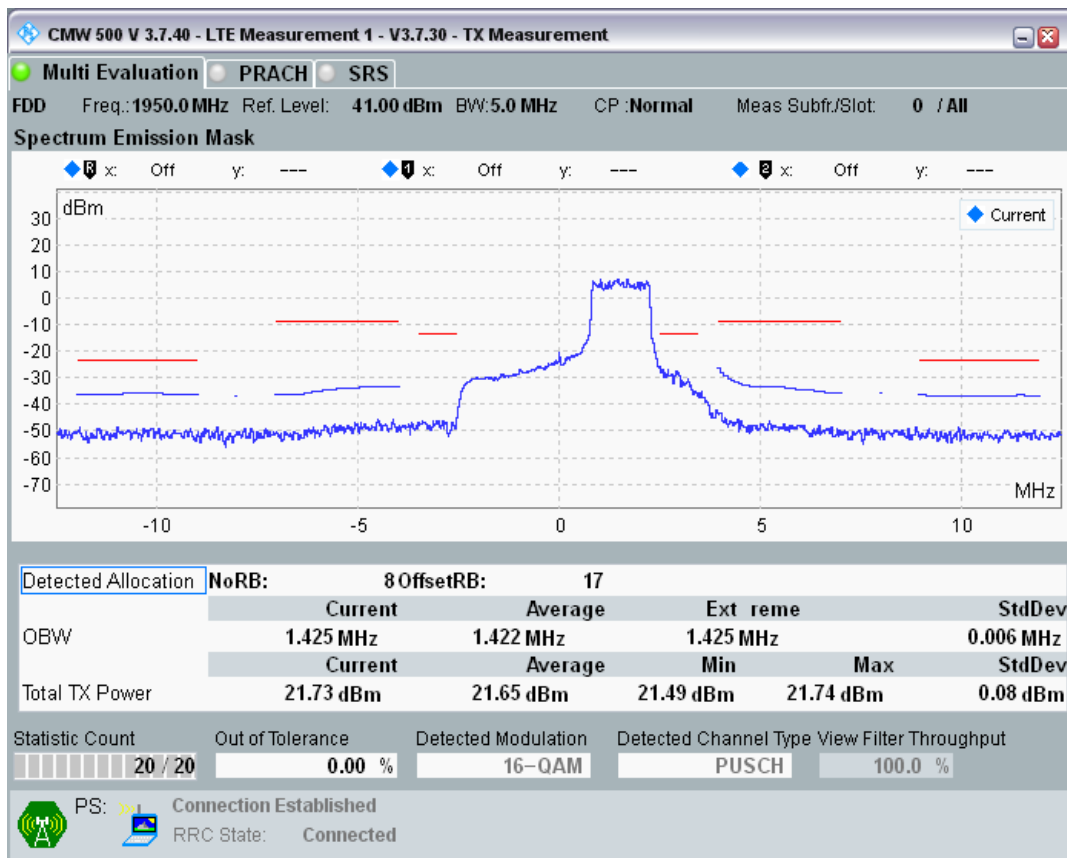 CMW 500 V 3.7.40 - LTE Measurement 1 - V3.7.30 - TX Measurement
Multi Evaluation PRACH SRS
FDD Freq.: 1950.0 MHz Ref. Level: 41.00 dBm BW: 5.0 MHz CP : Normal Meas Subfr./Slot: 0 / All
Spectrum Emission Mask
R x: Off y: --- 1 x: Off y: --- 2 x: Off y: ---
dBm
Current
30
20
10
0
-10
-20
-30
-40
-50
-60
-70
MHz
-10 -5 0 5 10
Detected Allocation NoRB: 8 OffsetRB: 17
Current Average Ext reme StdDev
OBW 1.425 MHz 1.422 MHz 1.425 MHz 0.006 MHz
Current Average Min Max StdDev
Total TX Power 21.73 dBm 21.65 dBm 21.49 dBm 21.74 dBm 0.08 dBm
Statistic Count Out of Tolerance Detected Modulation Detected Channel Type View Filter Throughput
20 / 20 0.00 % 16-QAM PUSCH 100.0 %
PS: Connection Established
RRC State: Connected